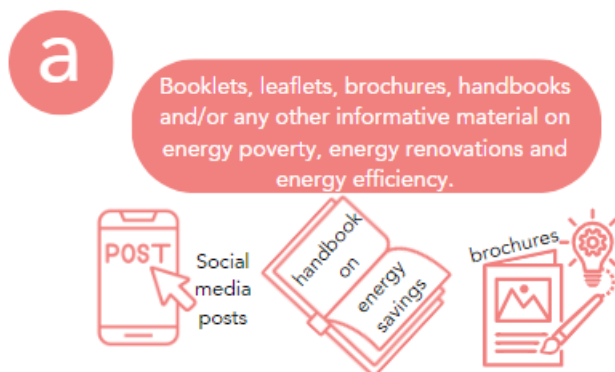 a
Booklets, leaflets, brochures, handbooks
and/or any other informative material on
energy poverty, energy renovations and
energy efficiency.
POST
Social
media
posts
handbook
on
energy
savings
brochures